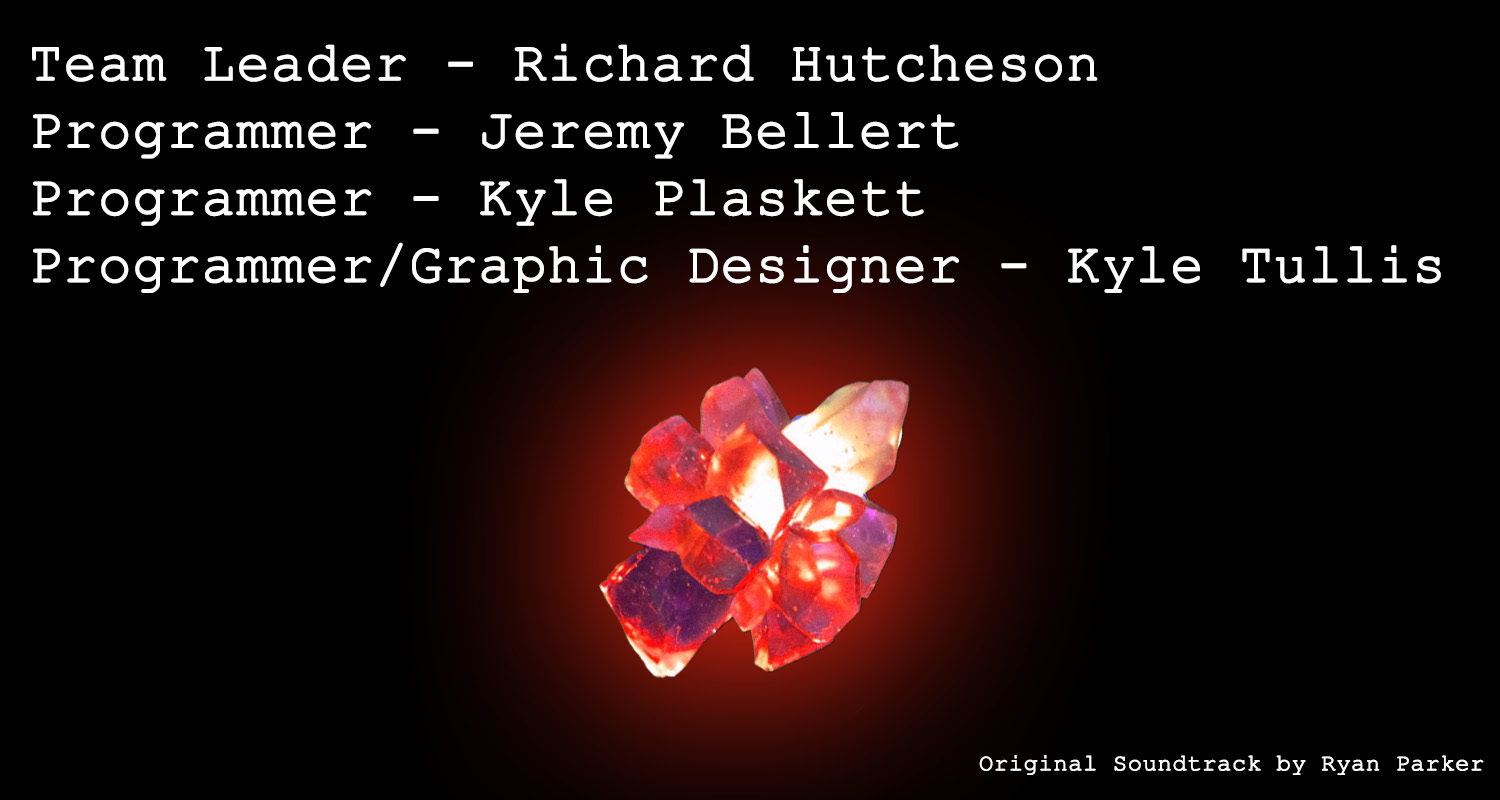 Team Leader - Richard Hutcheson
Programmer - Jeremy Bellert
Programmer - Kyle Plaskett
Programmer/Graphic Designer - Kyle Tullis
Original Soundtrack by Ryan Parker